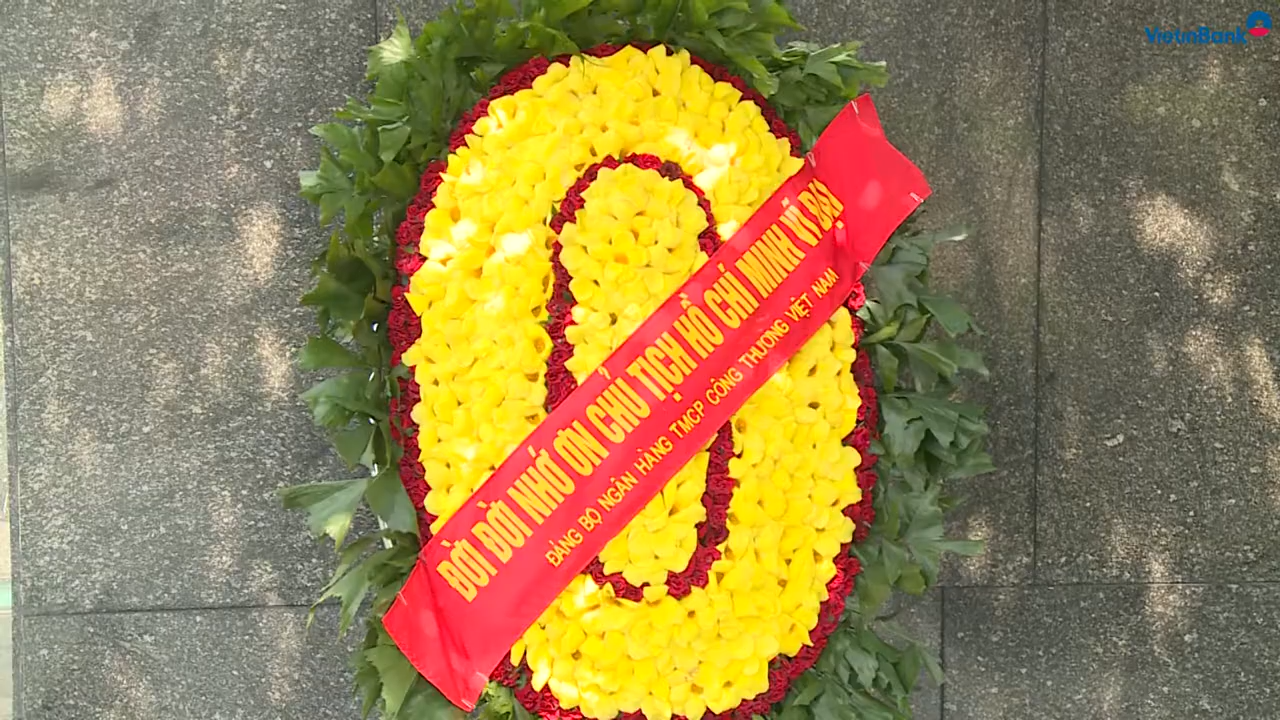 VietinBank
ĐỜI ĐỜI NHỚ ƠN CHỦ TỊCH HỒ CHÍ MINH VĨ ĐẠI
ĐẢNG BỘ NGÂN HÀNG TMCP CÔNG THƯƠNG VIỆT NAM